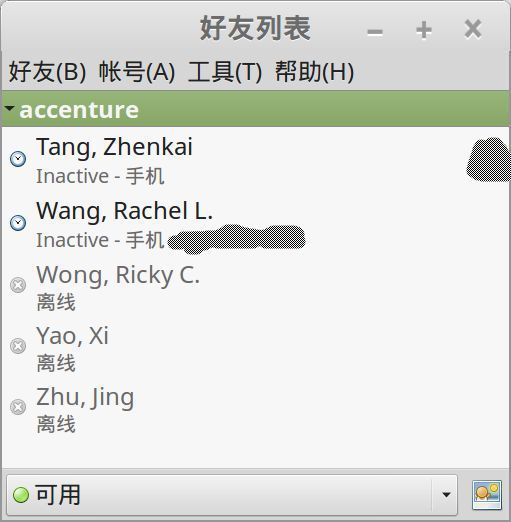 好友列表
好友(B) 帐号(A) 工具(T) 帮助(H)
accenture
Tang, Zhenkai
Inactive - 手机
Wang, Rachel L.
Inactive - 手机
Wong, Ricky C.
离线
Yao, Xi
离线
Zhu, Jing
离线
可用